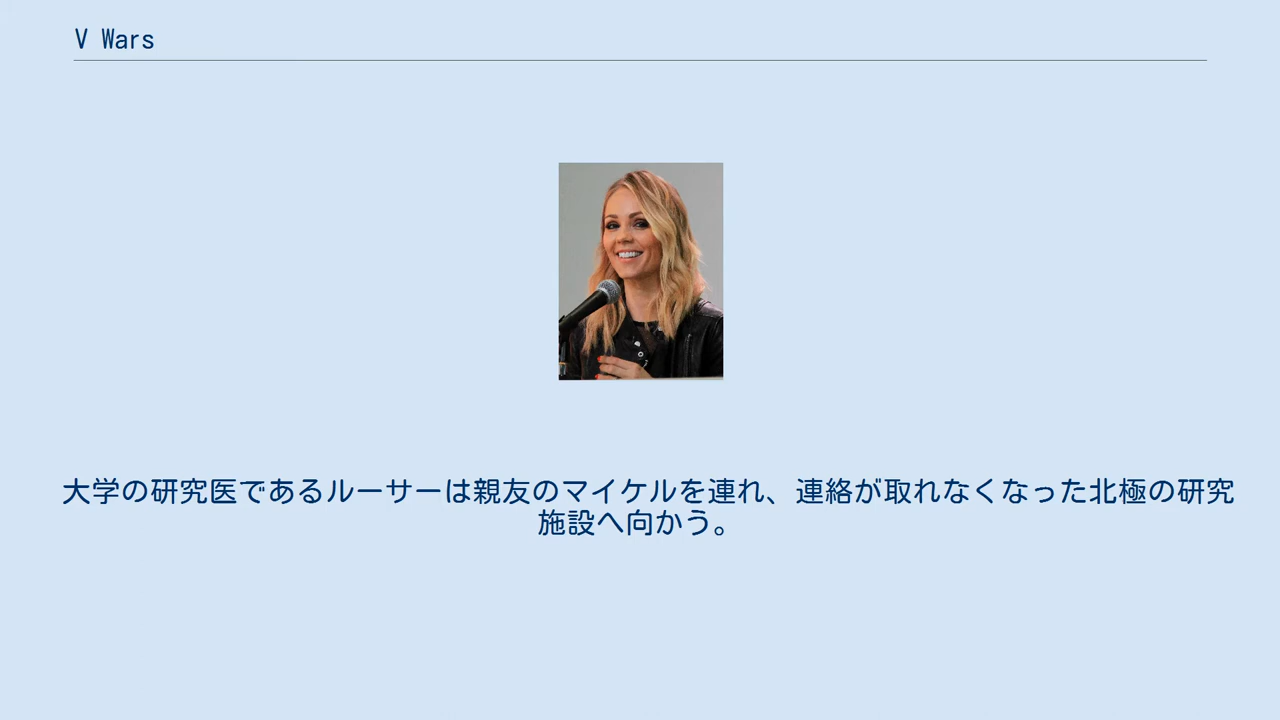 V Wars
大学の研究医であるルーサーは親友のマイケルを連れ、連絡が取れなくなった北極の研究
施設へ向かう。